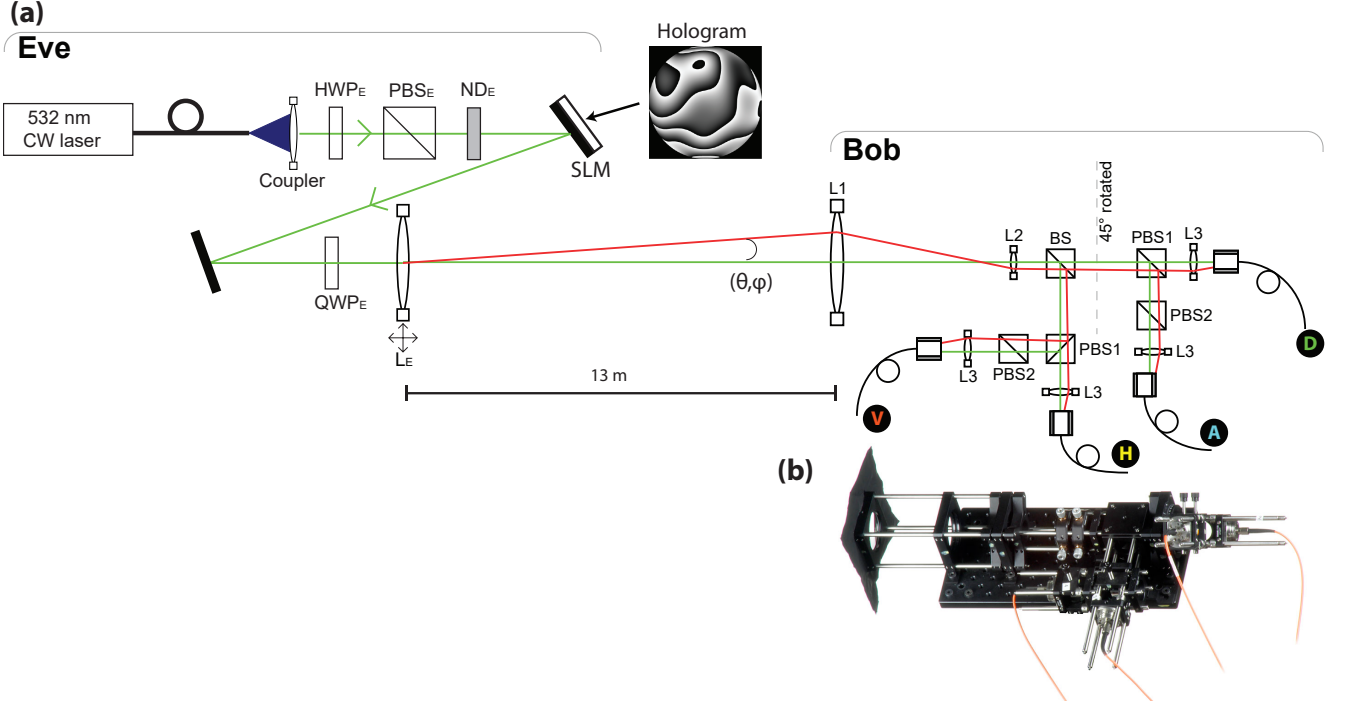 (a)
Eve
532 nm
CW laser
Coupler
HWPE
PBSE
NDE
SLM
Hologram
QWPE
LE
(θ,φ)
13 m
Bob
L1
L2
BS
45° rotated
PBS1
L3
D
PBS2
L3
A
PBS1
PBS2
L3
V
L3
H
(b)